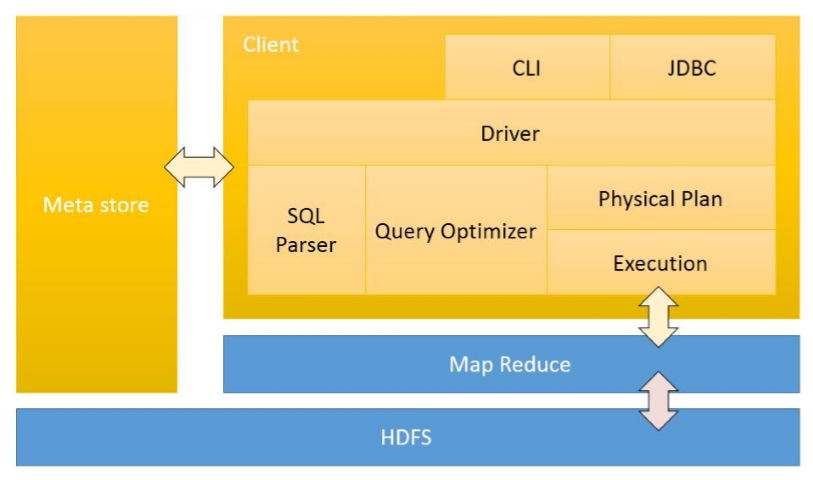 Client
CLI
JDBC
Driver
Meta store
SQL
Parser
Query Optimizer
Physical Plan
Execution
Map Reduce
HDFS